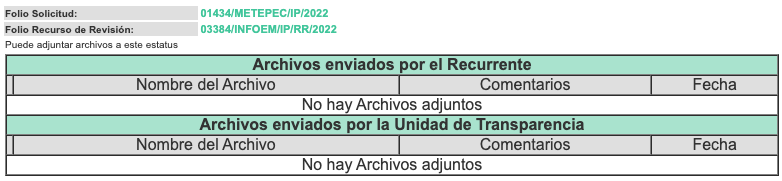 Folio Solicitud: 01434/METEPEC/IP/2022
Folio Recurso de Revisión: 03384/INFOEM/IP/RR/2022
Puede adjuntar archivos a este estatus
Archivos enviados por el Recurrente
Nombre del Archivo Comentarios Fecha
No hay Archivos adjuntos
Archivos enviados por la Unidad de Transparencia
Nombre del Archivo Comentarios Fecha
No hay Archivos adjuntos